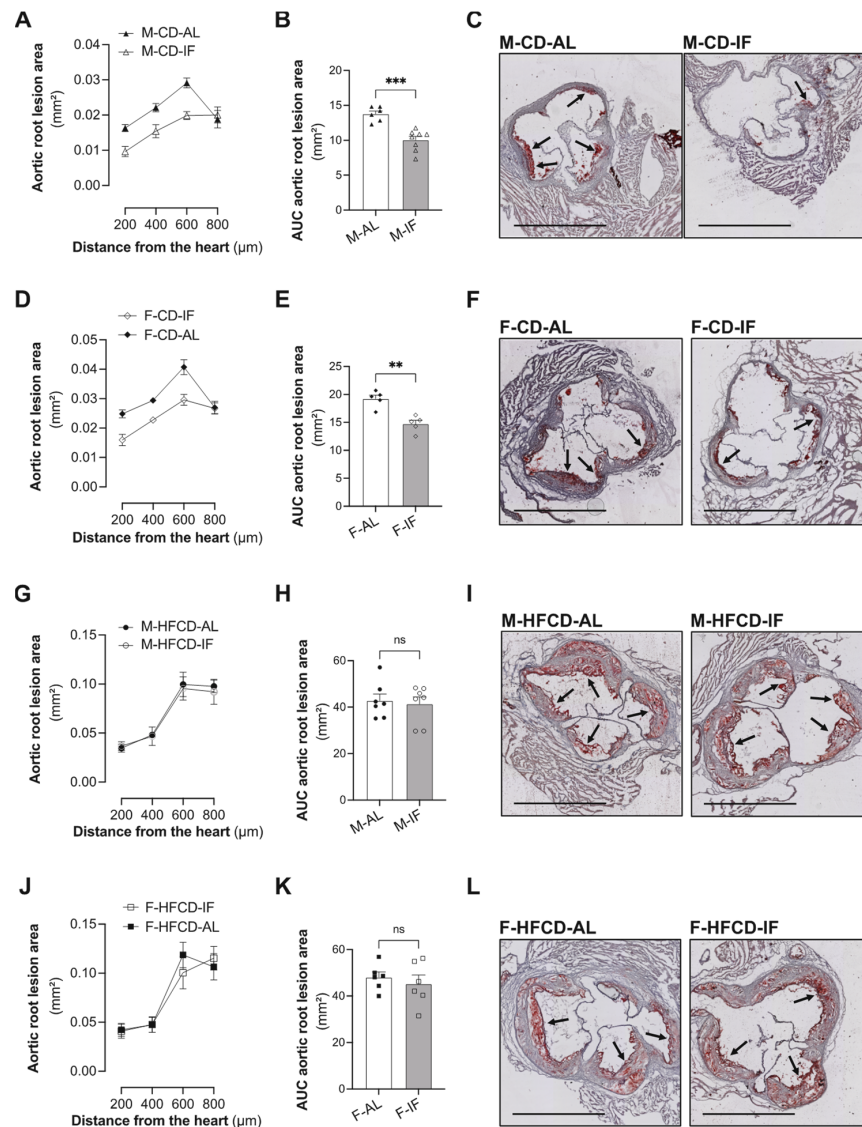 A
M-CD-AL
M-CD-IF
0.04
0.03
0.02
0.01
0.00
200 400 600 800
Aortic root lesion area
(mm²)
Distance from the heart (µm)
B
20
15
10
5
0
***
M-AL
M-IF
AUC aortic root lesion area
(mm²)
C
M-CD-AL
M-CD-IF
D
F-CD-IF
F-CD-AL
0.05
0.04
0.03
0.02
0.01
0.00
200 400 600 800
Aortic root lesion area
(mm²)
Distance from the heart (µm)
E
25
20
15
10
5
0
**
F-AL
F-IF
AUC aortic root lesion area
(mm²)
F
F-CD-AL
F-CD-IF
G
M-HFCD-AL
M-HFCD-IF
0.15
0.10
0.05
0.00
200 400 600 800
Aortic root lesion area
(mm²)
Distance from the heart (µm)
H
60
40
20
0
ns
M-AL
M-IF
AUC aortic root lesion area
(mm²)
I
M-HFCD-AL
M-HFCD-IF
J
F-HFCD-IF
F-HFCD-AL
0.15
0.10
0.05
0.00
200 400 600 800
Aortic root lesion area
(mm²)
Distance from the heart (µm)
K
60
40
20
0
ns
F-AL
F-IF
AUC aortic root lesion area
(mm²)
L
F-HFCD-AL
F-HFCD-IF